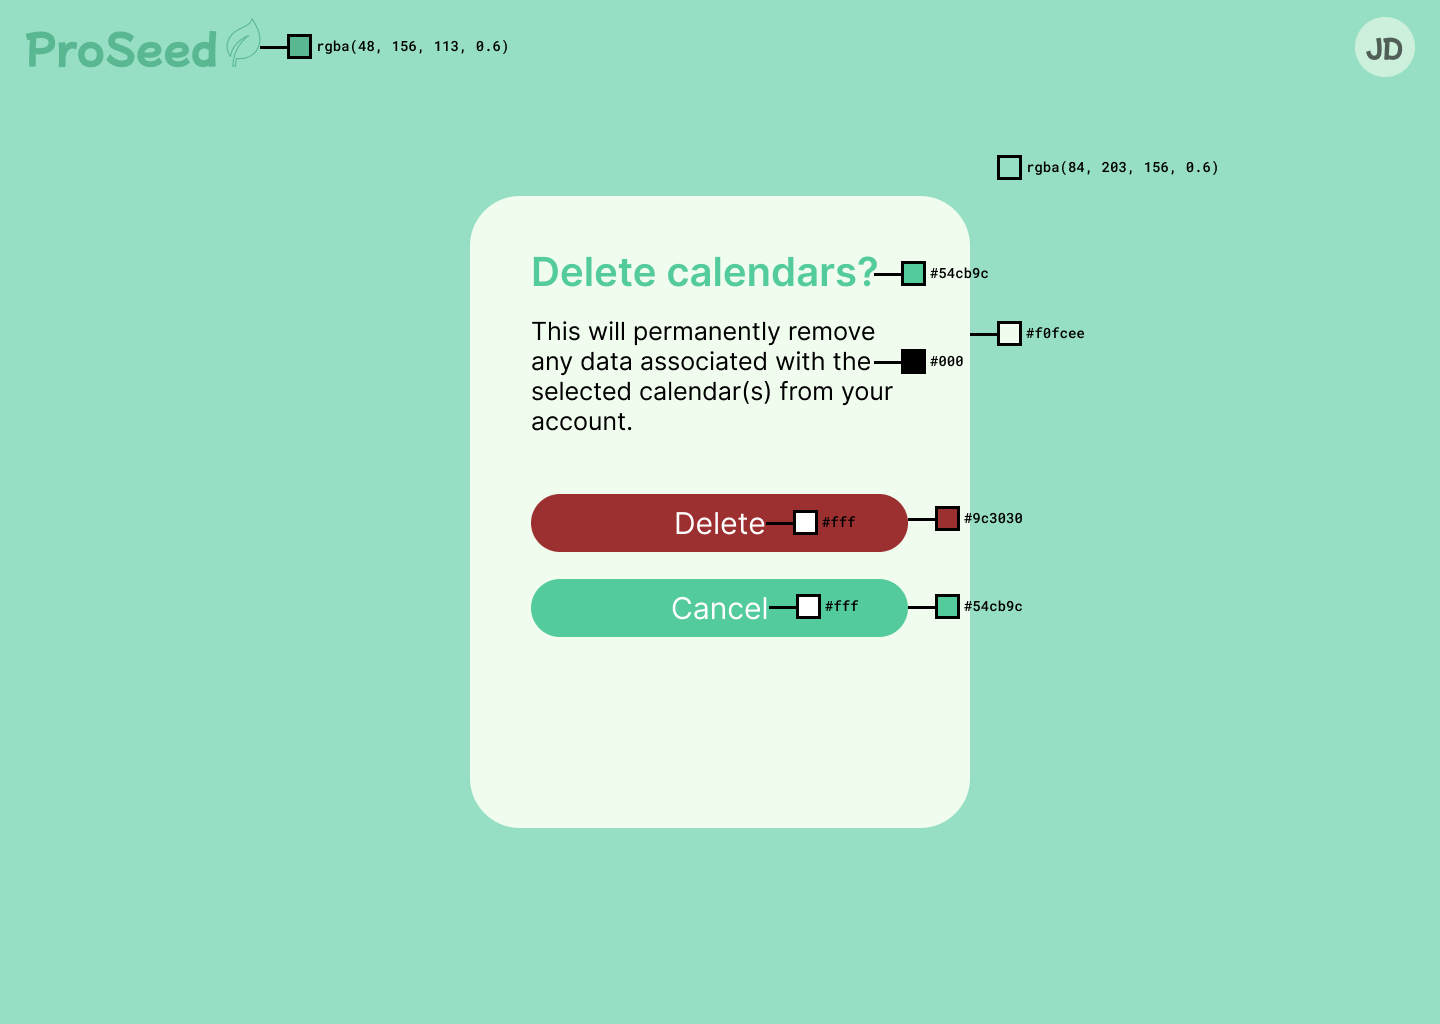 ProSeed
rgba(48, 156, 113, 0.6)
JD
rgba(84, 203, 156, 0.6)
Delete calendars?
#54cb9c
This will permanently remove
#f0fcee
any data associated with the
#000
selected calendar(s) from your
account.
Delete
#fff
#9c3030
Cancel
#fff
#54cb9c